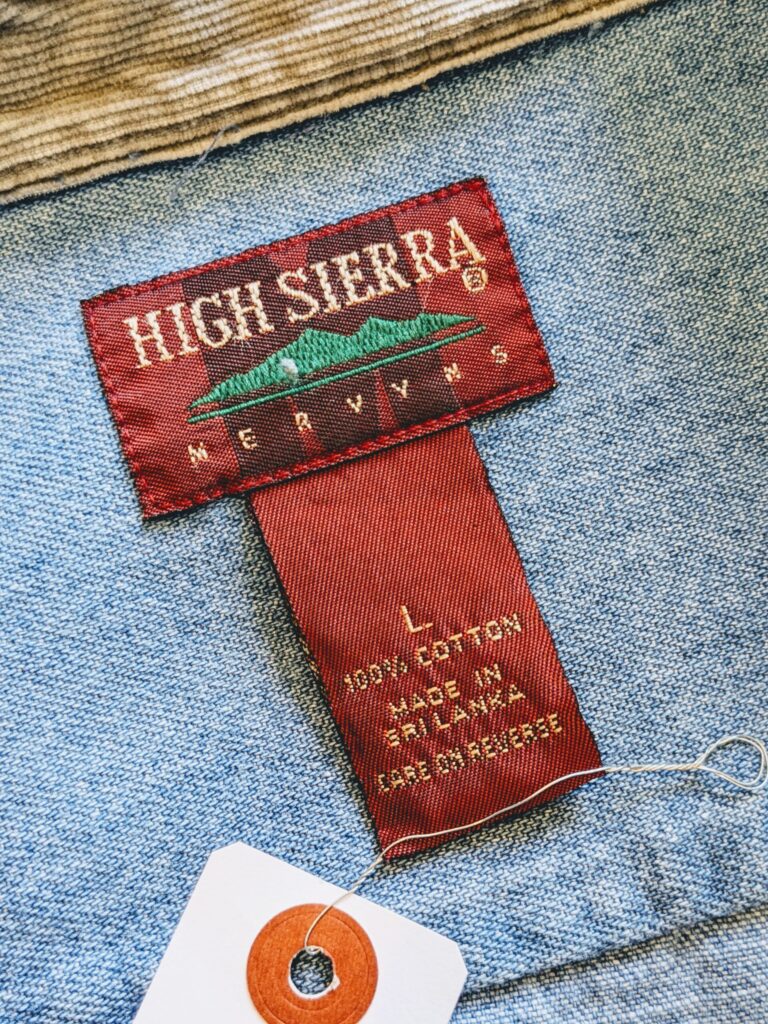 HIGH SIERRA®
MERVYNS
L
100% COTTON
MADE IN
SRI LANKA
CARE ON REVERSE